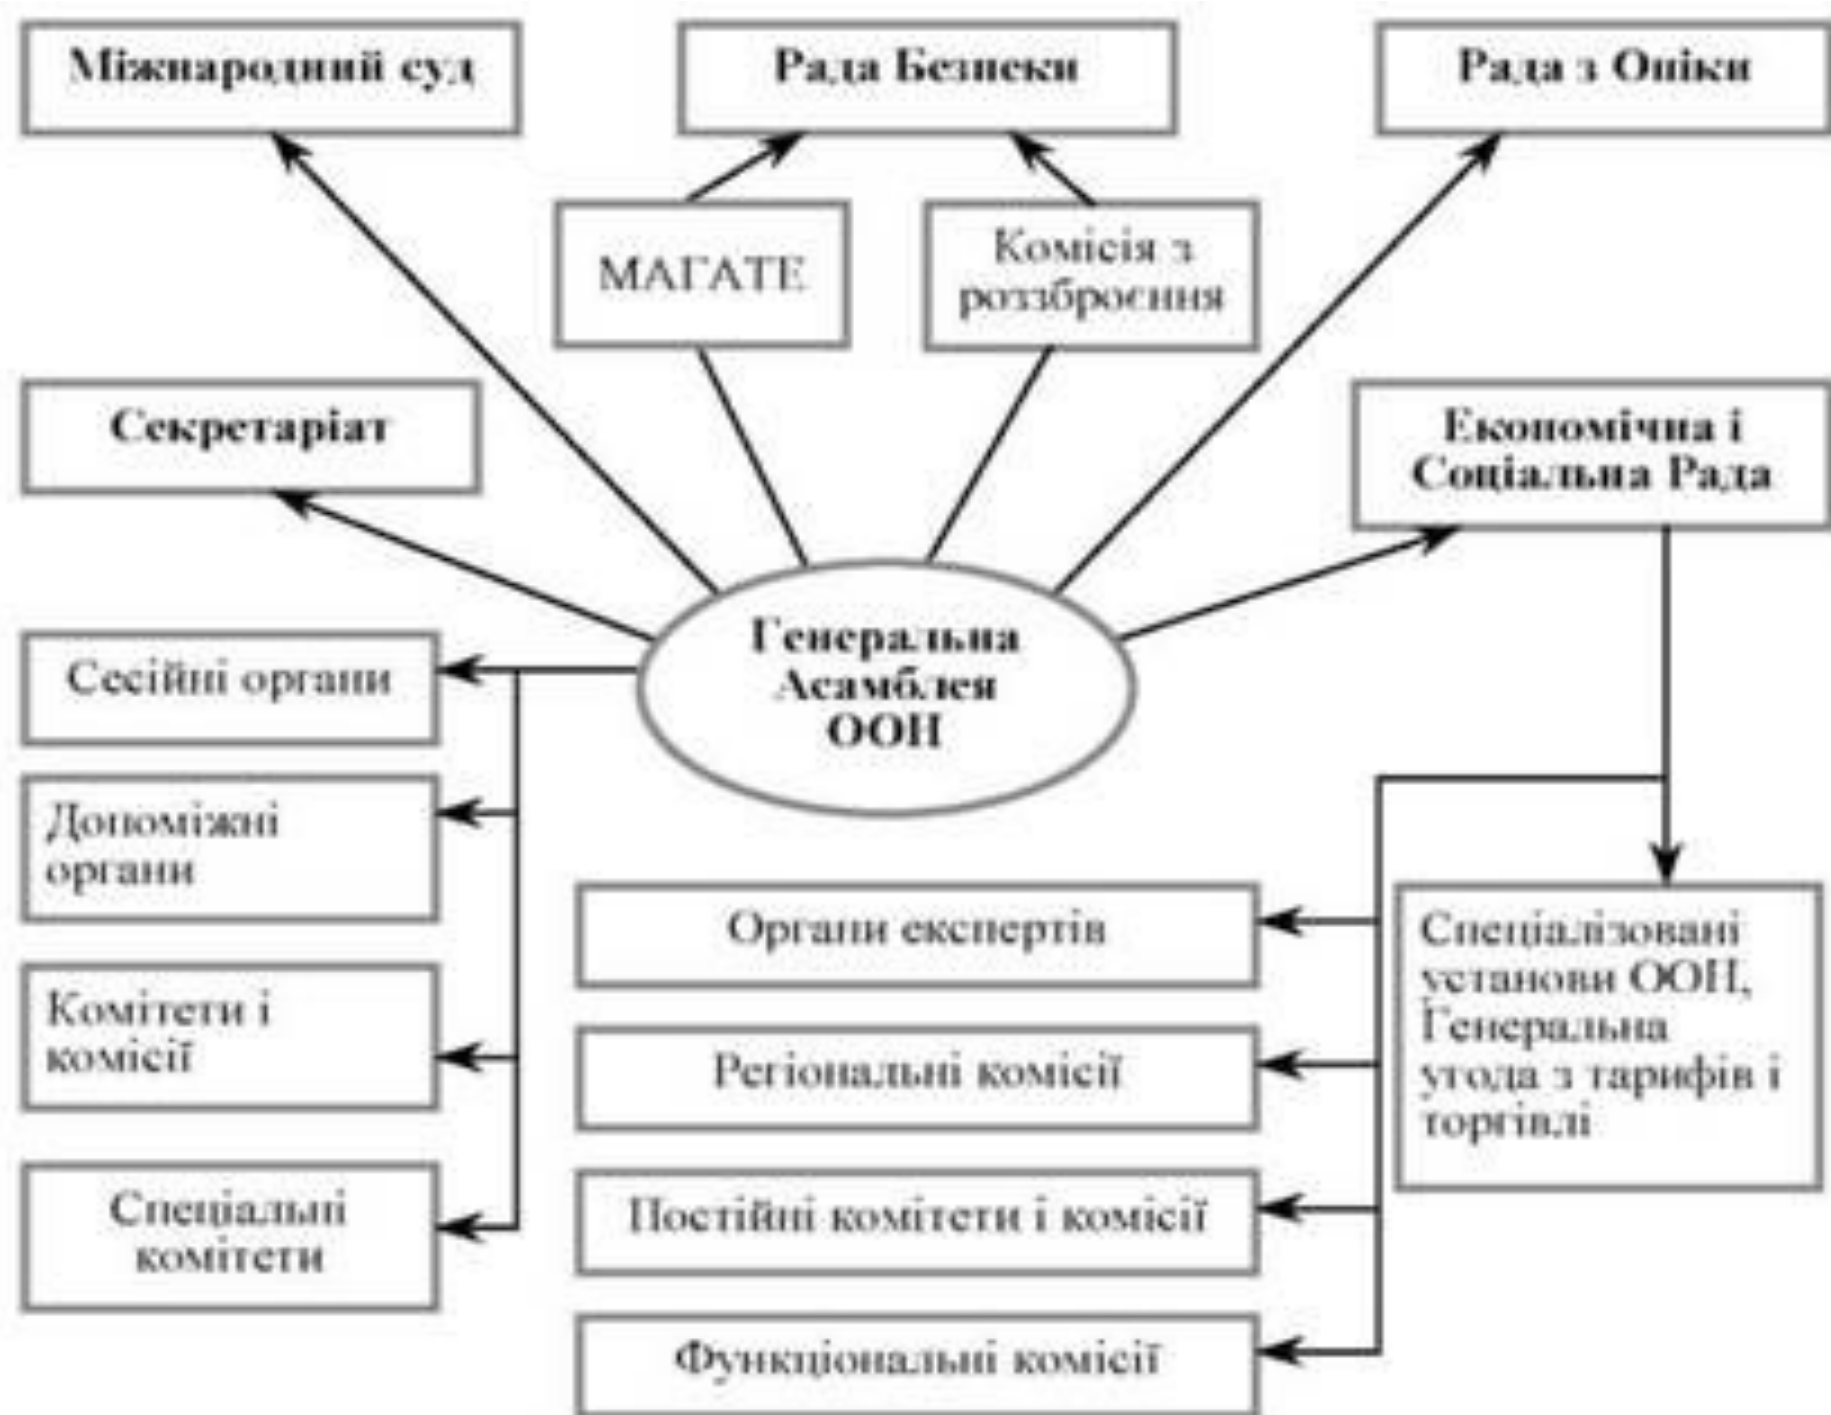 Міжнародний суд
Рада Безпеки
Рада з Опіки
МАГАТЕ
Комісія з
роззброєння
Секретаріат
Економічна і
Соціальна Рада
Генеральна
Асамблея
ООН
Сесійні органи
Допоміжні
органи
Комітети і
комісії
Спеціальні
комітети
Органи експертів
Регіональні комісії
Постійні комітети і комісії
Функціональні комісії
Спеціалізовані
установи ООН,
Генеральна
угода з тарифів і
торгівлі